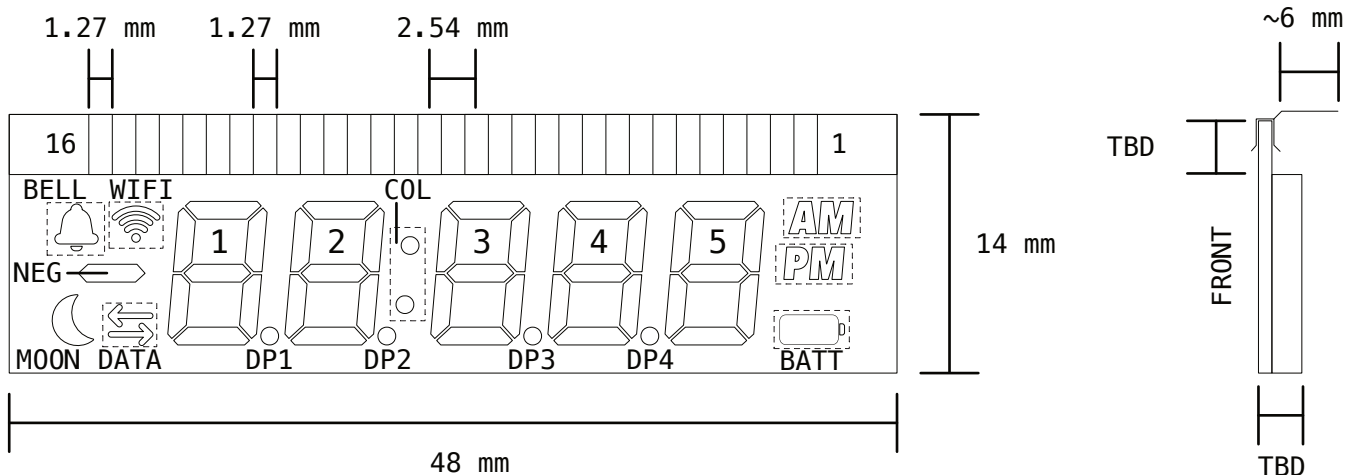 1.27 mm 1.27 mm 2.54 mm ~6 mm
16 1
TBD
BELL WIFI COL
1 2 3 4 5 AM
FRONT
14 mm
NEG PM
MOON DATA DP1 DP2 DP3 DP4 BATT
48 mm TBD